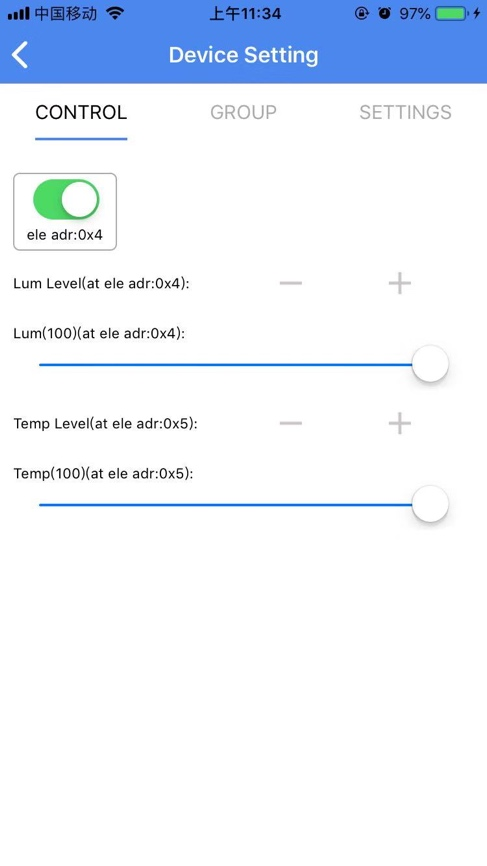 中国移动 上午11:34 97%
Device Setting
CONTROL GROUP SETTINGS
ele adr:0x4
Lum Level(at ele adr:0x4):
Lum(100)(at ele adr:0x4):
Temp Level(at ele adr:0x5):
Temp(100)(at ele adr:0x5):